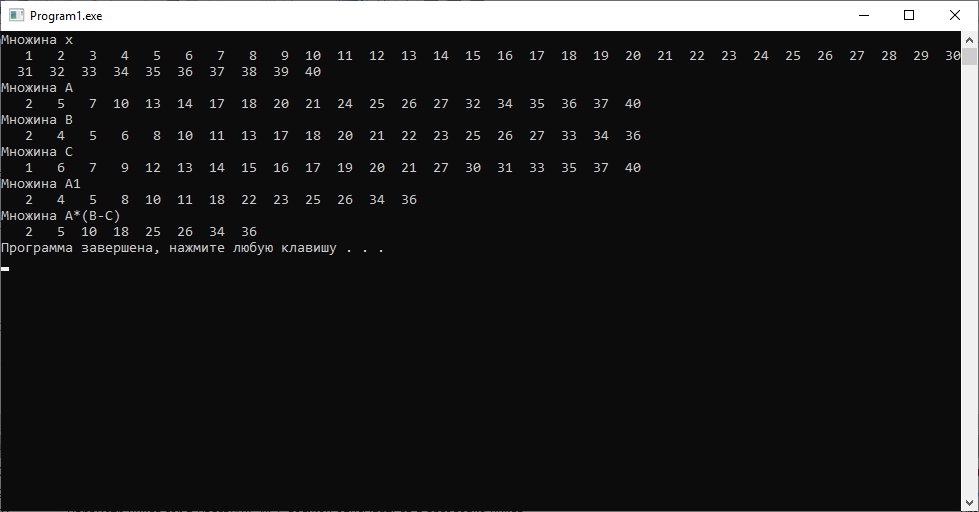 Program1.exe
Множина x
1 2 3 4 5 6 7 8 9 10 11 12 13 14 15 16 17 18 19 20 21 22 23 24 25 26 27 28 29 30
31 32 33 34 35 36 37 38 39 40
Множина A
2 5 7 10 13 14 17 18 20 21 24 25 26 27 32 34 35 36 37 40
Множина B
2 4 5 6 8 10 11 13 17 18 20 21 22 23 25 26 27 33 34 36
Множина C
1 6 7 9 12 13 14 15 16 17 19 20 21 27 30 31 33 35 37 40
Множина A1
2 4 5 8 10 11 18 22 23 25 26 34 36
Множина A*(B-C)
2 5 10 18 25 26 34 36
Программа завершена, нажмите любую клавишу . . .